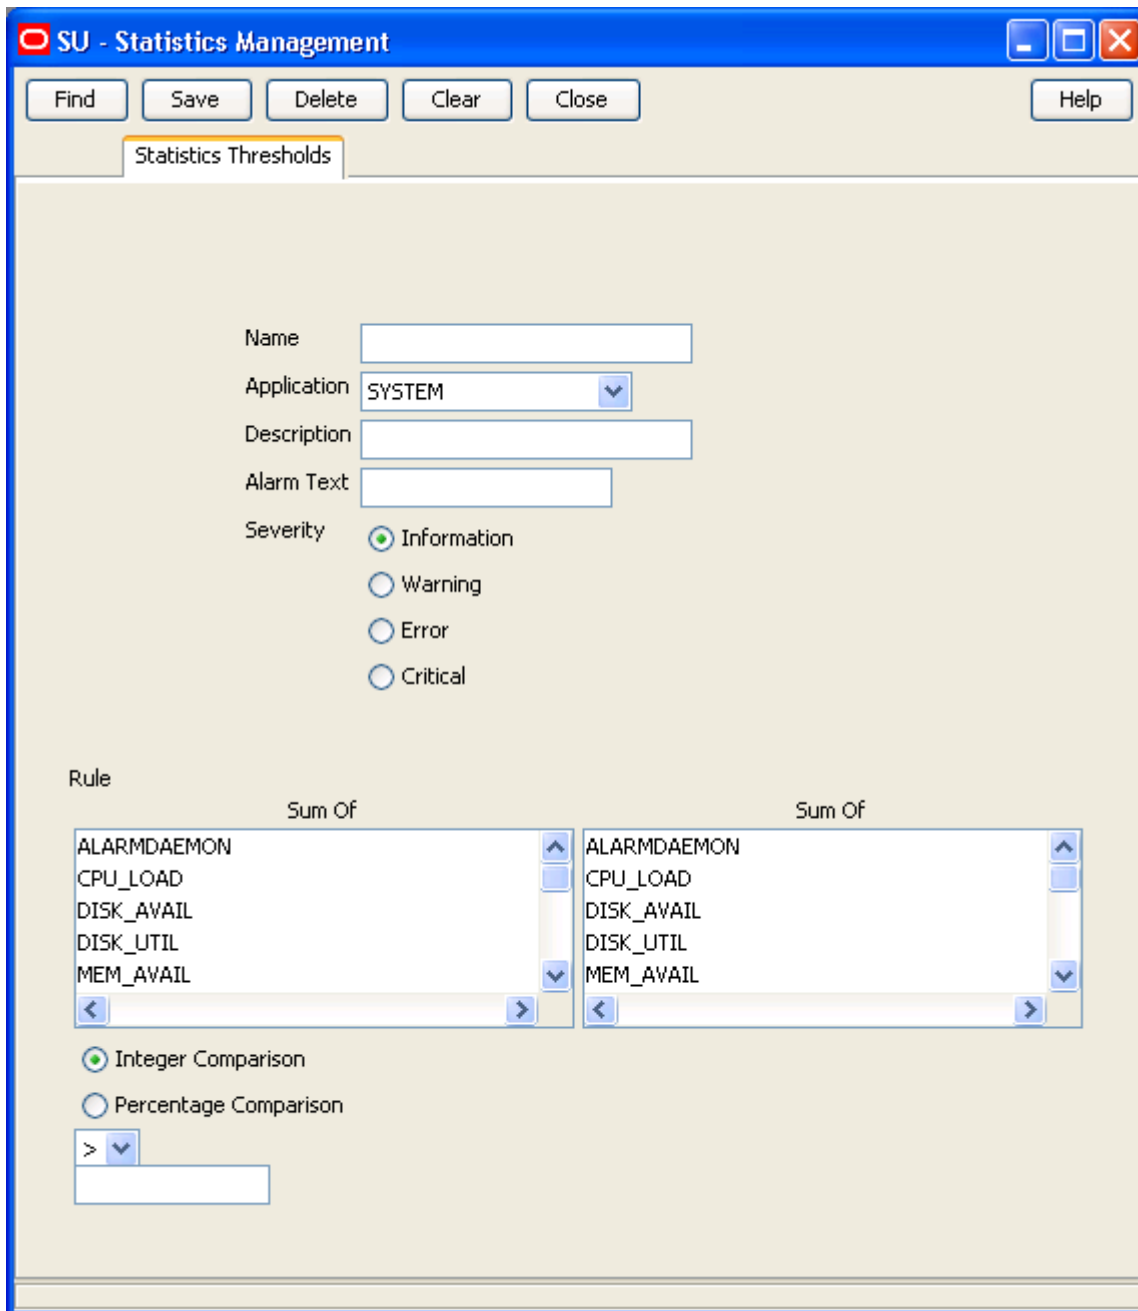 SU - Statistics Management
Find Save Delete Clear Close Help
Statistics Thresholds
Name
Application SYSTEM
Description
Alarm Text
Severity Information
Warning
Error
Critical
Rule
Sum Of Sum Of
ALARMDAEMON ALARMDAEMON
CPU_LOAD CPU_LOAD
DISK_AVAIL DISK_AVAIL
DISK_UTIL DISK_UTIL
MEM_AVAIL MEM_AVAIL
Integer Comparison
Percentage Comparison
>